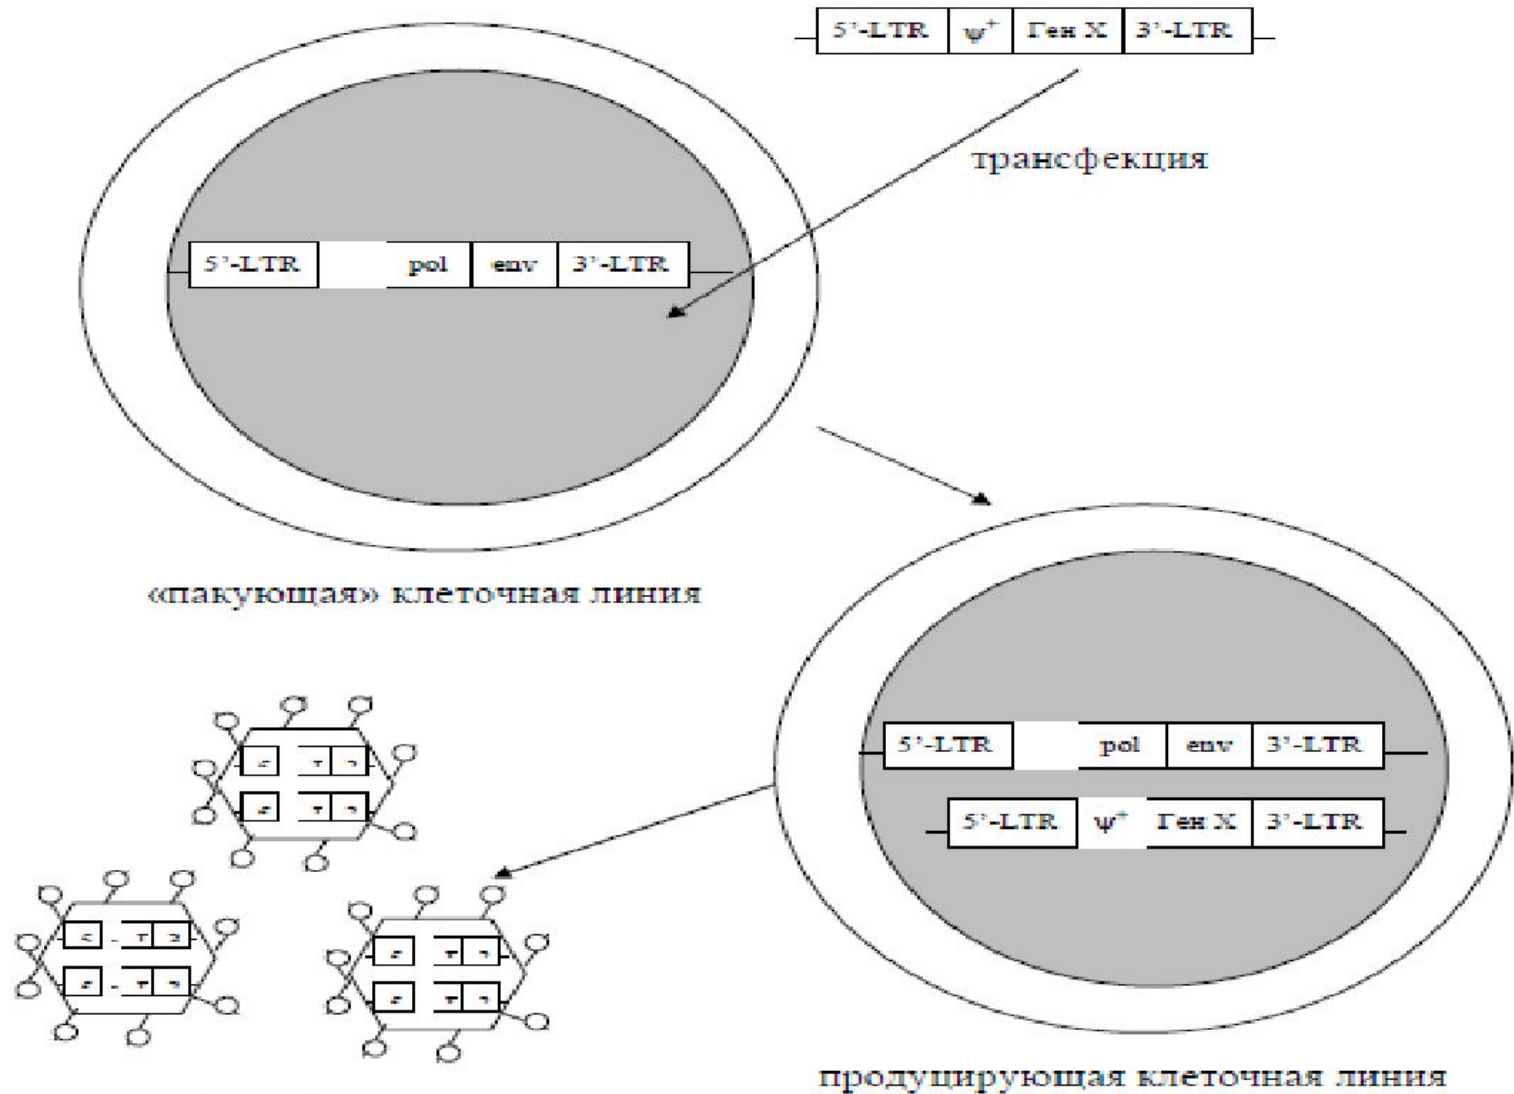 5’-LTR ψ⁺ Ген X 3’-LTR
трансфекция
5’-LTR pol env 3’-LTR
«пакующая» клеточная линия
5’-LTR pol env 3’-LTR
5’-LTR ψ⁺ Ген X 3’-LTR
продуцирующая клеточная линия